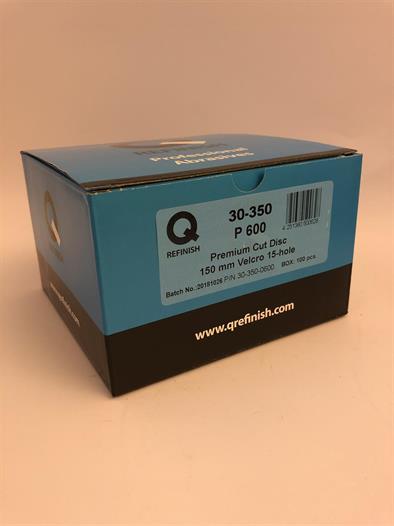 REFINISH
Professional
Abrasives
Q
REFINISH
30-350
P 600
Premium Cut Disc
150 mm Velcro 15-hole
Batch No.:20181026 P/N 30-350-0600 BOX: 100 pcs.
www.qrefinish.com